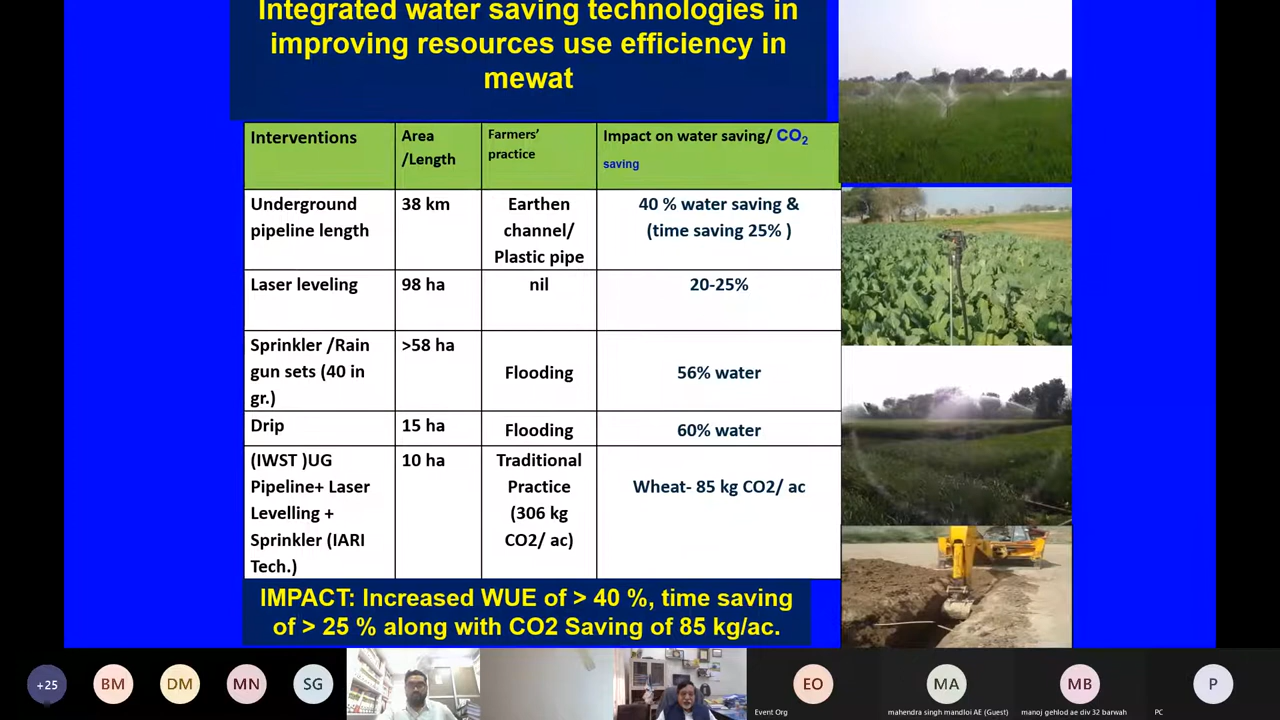 Integrated water saving technologies in
improving resources use efficiency in
mewat
Interventions
Area
/Length
Farmers'
practice
Impact on water saving/ CO2
saving
Underground
pipeline length
38 km
Earthen
channel/
Plastic pipe
40 % water saving &
(time saving 25% )
Laser leveling
98 ha
nil
20-25%
Sprinkler /Rain
gun sets (40 in
gr.)
>58 ha
Flooding
56% water
Drip
15 ha
Flooding
60% water
(IWST )UG
Pipeline+ Laser
Levelling +
Sprinkler (IARI
Tech.)
10 ha
Traditional
Practice
(306 kg
CO2/ ac)
Wheat- 85 kg CO2/ ac
IMPACT: Increased WUE of > 40 %, time saving
of > 25 % along with CO2 Saving of 85 kg/ac.
+25
BM
DM
MN
SG
EO
Event Org
MA
mahendra singh mandloi AE (Guest)
MB
manoj gehlod ae div 32 barwah
P
PC